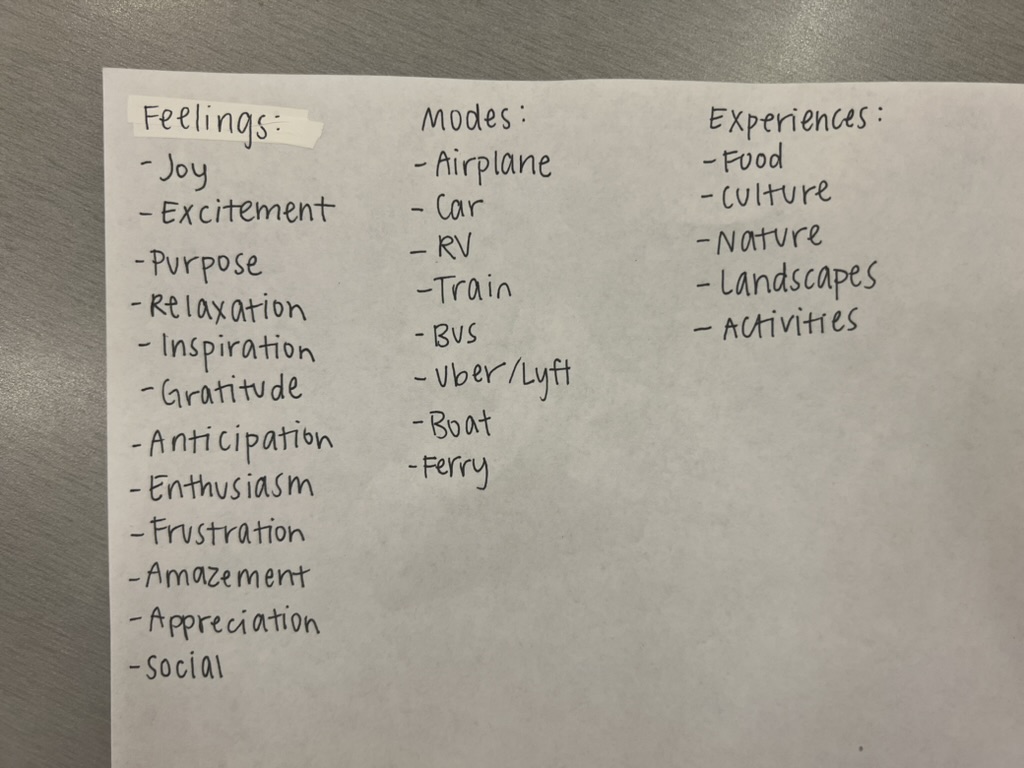 Feelings:
- Joy
- Excitement
- Purpose
- Relaxation
- Inspiration
- Gratitude
- Anticipation
- Enthusiasm
- Frustration
- Amazement
- Appreciation
- Social
Modes:
- Airplane
- Car
- RV
- Train
- Bus
- Uber/Lyft
- Boat
- Ferry
Experiences:
- Food
- Culture
- Nature
- Landscapes
- Activities